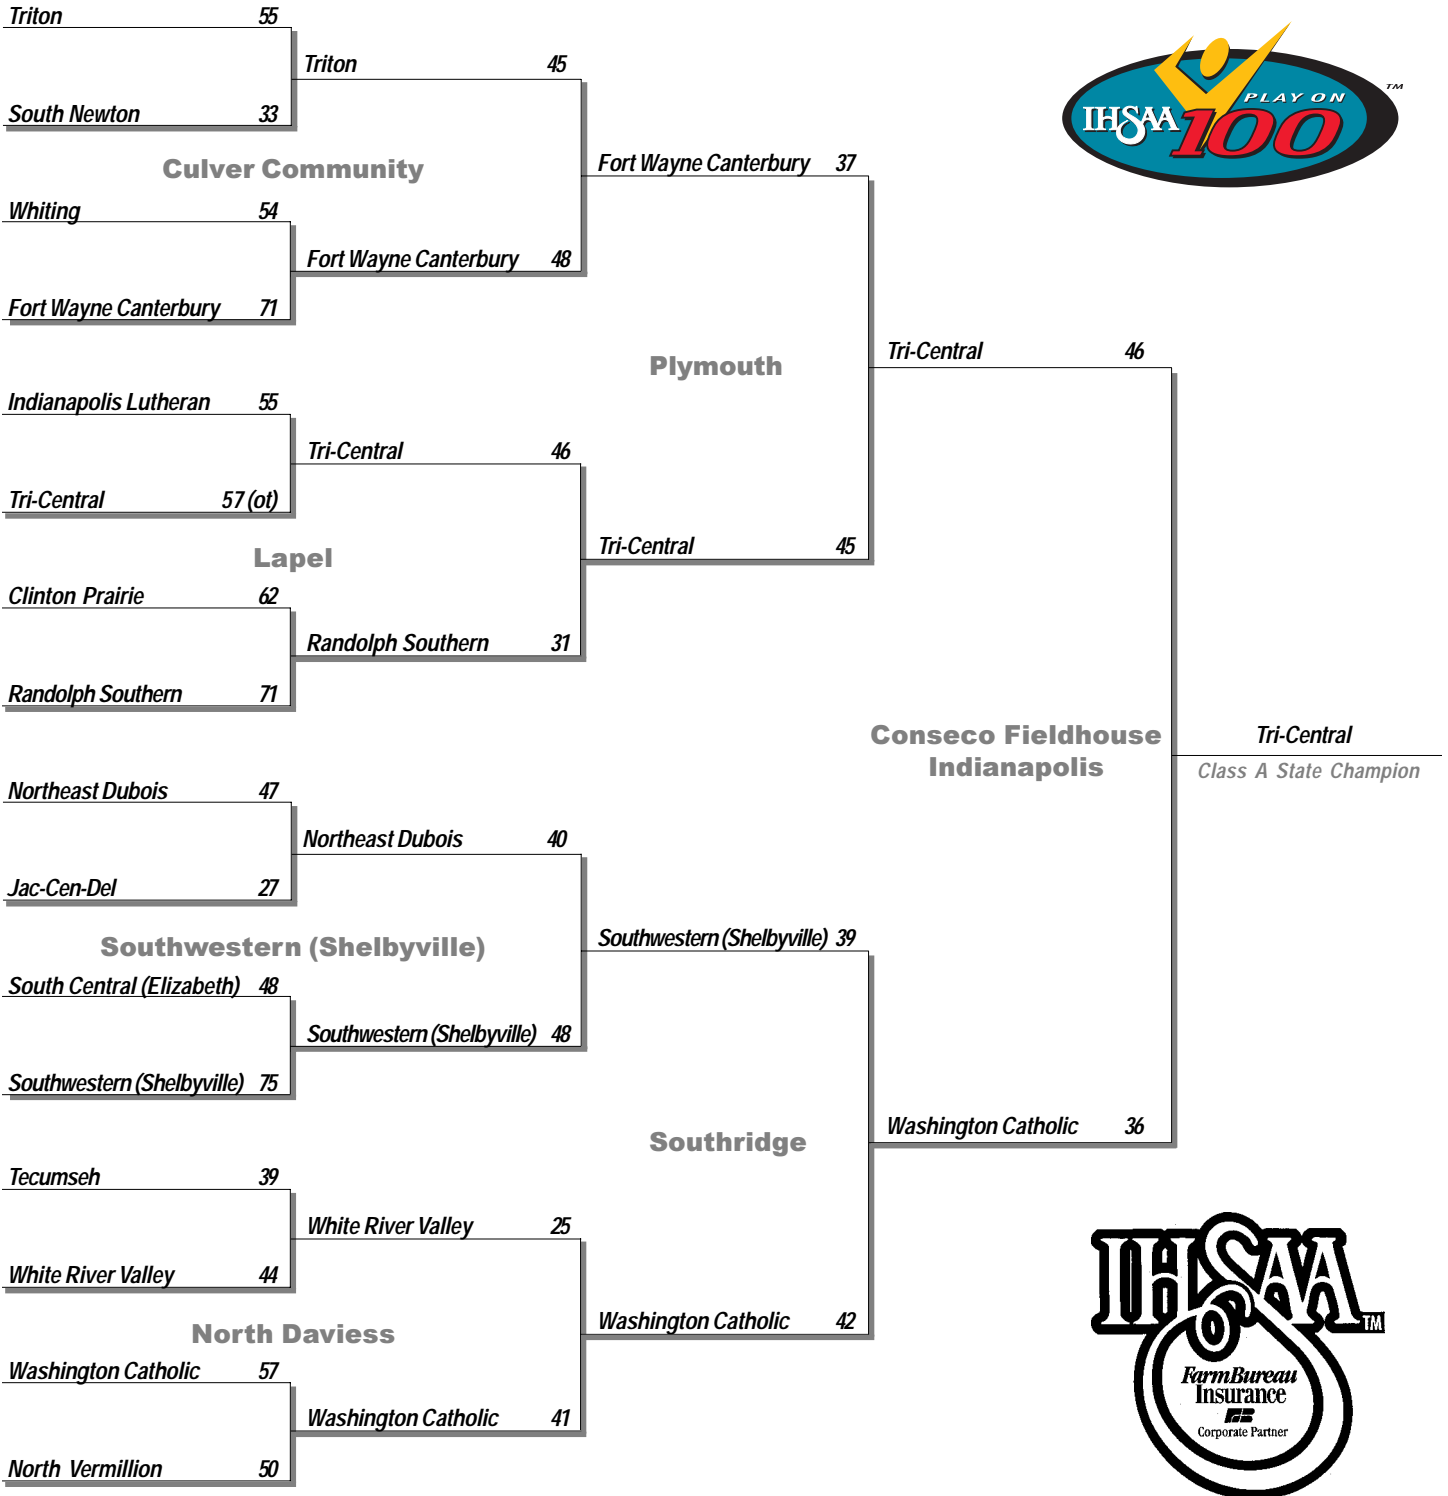 Triton 55
Triton 45
South Newton 33
Culver Community
Fort Wayne Canterbury 37
Whiting 54
Fort Wayne Canterbury 48
Fort Wayne Canterbury 71
Plymouth
Tri-Central 46
Indianapolis Lutheran 55
Tri-Central 46
Tri-Central 57 (ot)
Lapel
Tri-Central 45
Clinton Prairie 62
Randolph Southern 31
Randolph Southern 71
Conseco Fieldhouse
Indianapolis
Tri-Central
Class A State Champion
Northeast Dubois 47
Northeast Dubois 40
Jac-Cen-Del 27
Southwestern (Shelbyville)
Southwestern (Shelbyville) 39
South Central (Elizabeth) 48
Southwestern (Shelbyville) 48
Southwestern (Shelbyville) 75
Southridge
Washington Catholic 36
Tecumseh 39
White River Valley 25
White River Valley 44
North Daviess
Washington Catholic 42
Washington Catholic 57
Washington Catholic 41
North Vermillion 50
PLAY ON
IHSAA 100
TM
IHSAA
TM
Farm Bureau
Insurance
FB
Corporate Partner